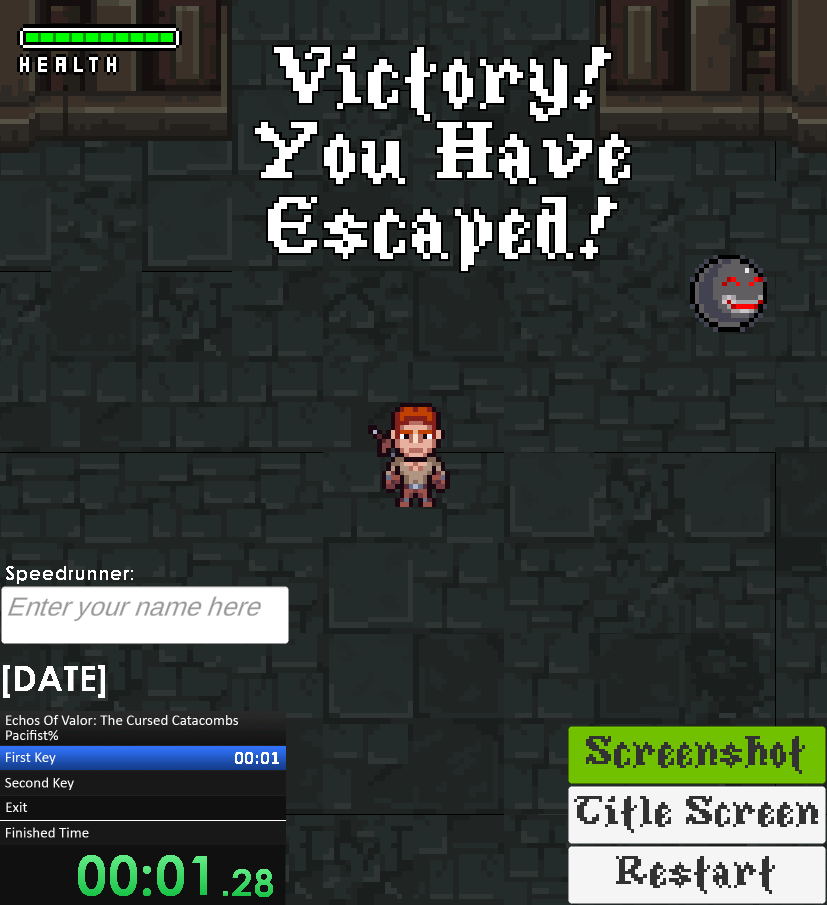 HEALTH
Victory!
You Have
Escaped!
Speedrunner:
Enter your name here
[DATE]
Echos Of Valor: The Cursed Catacombs
Pacifist%
First Key 00:01
Second Key
Exit
Finished Time
00:01.28
Screenshot
Title Screen
Restart